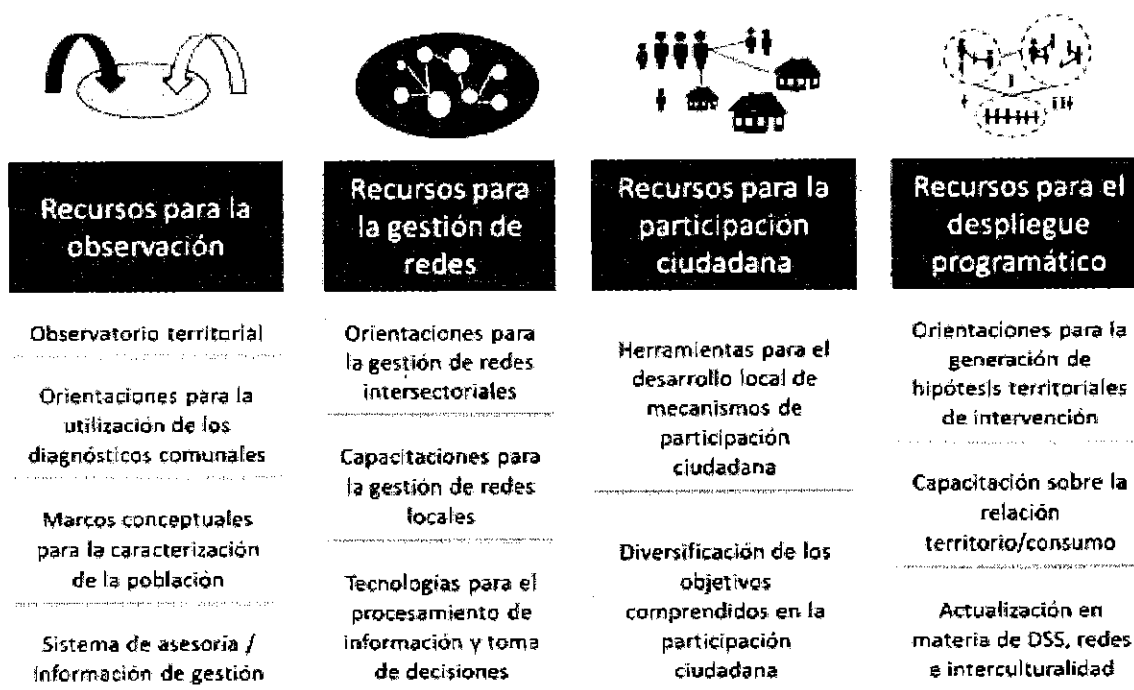 Recursos para la
observación
Observatorio territorial
Orientaciones para la
utilización de los
diagnósticos comunales
Marcos conceptuales
para la caracterización
de la población
Sistema de asesoría /
Información de gestión
Recursos para
la gestión de
redes
Orientaciones para
la gestión de redes
intersectoriales
Capacitaciones para
la gestión de redes
locales
Tecnologías para el
procesamiento de
información y toma
de decisiones
Recursos para la
participación
ciudadana
Herramientas para el
desarrollo local de
mecanismos de
participación
ciudadana
Diversificación de los
objetivos
comprendidos en la
participación
ciudadana
Recursos para el
despliegue
programático
Orientaciones para la
generación de
hipótesis territoriales
de intervención
Capacitación sobre la
relación
territorio/consumo
Actualización en
materia de DSS, redes
e interculturalidad